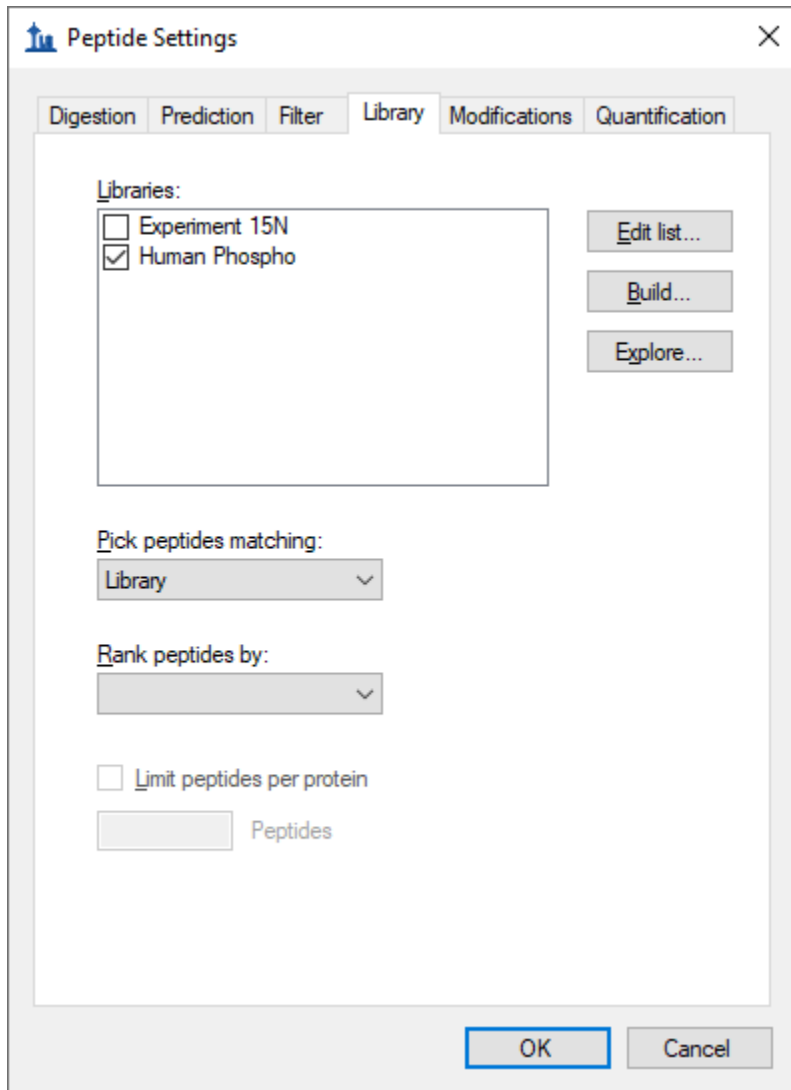 Peptide Settings
Digestion Prediction Filter Library Modifications Quantification
Libraries:
Experiment 15N
Human Phospho
Edit list...
Build...
Explore...
Pick peptides matching:
Library
Rank peptides by:
Limit peptides per protein
Peptides
OK Cancel